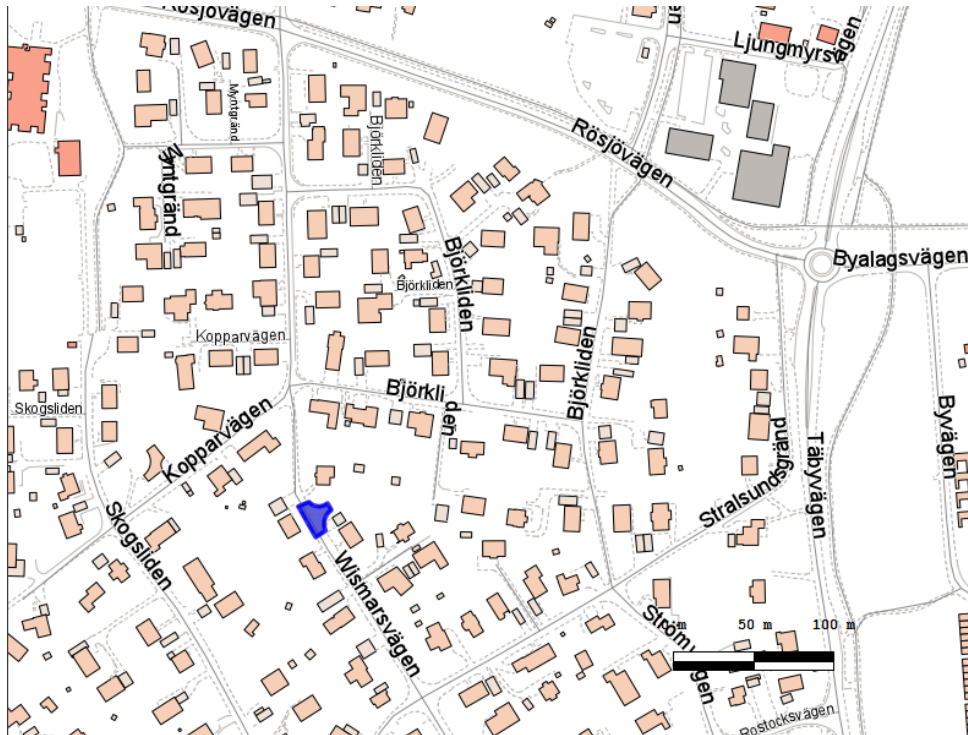 Rösjövägen
Ljungmyrsvägen
Myntgränd
Björkliden
Rösjövägen
Myntgränd
Björkliden
Byalagsvägen
Björkliden
Kopparvägen
Björkliden
Björkliden
Skogsliden
Kopparvägen
Byvägen
Stralsundsgränd
Täbyvägen
Skogsliden
Wismarsvägen
0 m 50 m 100 m
Rostocksvägen